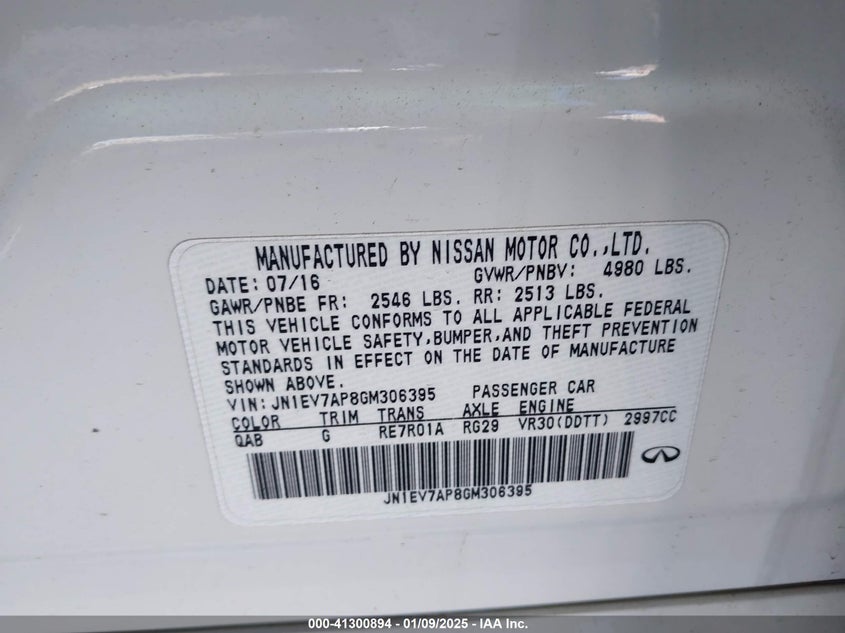 MANUFACTURED BY NISSAN MOTOR CO.,LTD.
DATE: 07/16 GVWR/PNBV: 4980 LBS.
GAWR/PNBE FR: 2546 LBS. RR: 2513 LBS.
THIS VEHICLE CONFORMS TO ALL APPLICABLE FEDERAL
MOTOR VEHICLE SAFETY,BUMPER,AND THEFT PREVENTION
STANDARDS IN EFFECT ON THE DATE OF MANUFACTURE
SHOWN ABOVE.
VIN:JN1EV7AP8GM306395 PASSENGER CAR
COLOR TRIM TRANS AXLE ENGINE
QAB G RE7R01A RG29 VR30(DDTT) 2997CC
JN1EV7AP8GM306395
000-41300894 - 01/09/2025 - IAA Inc.